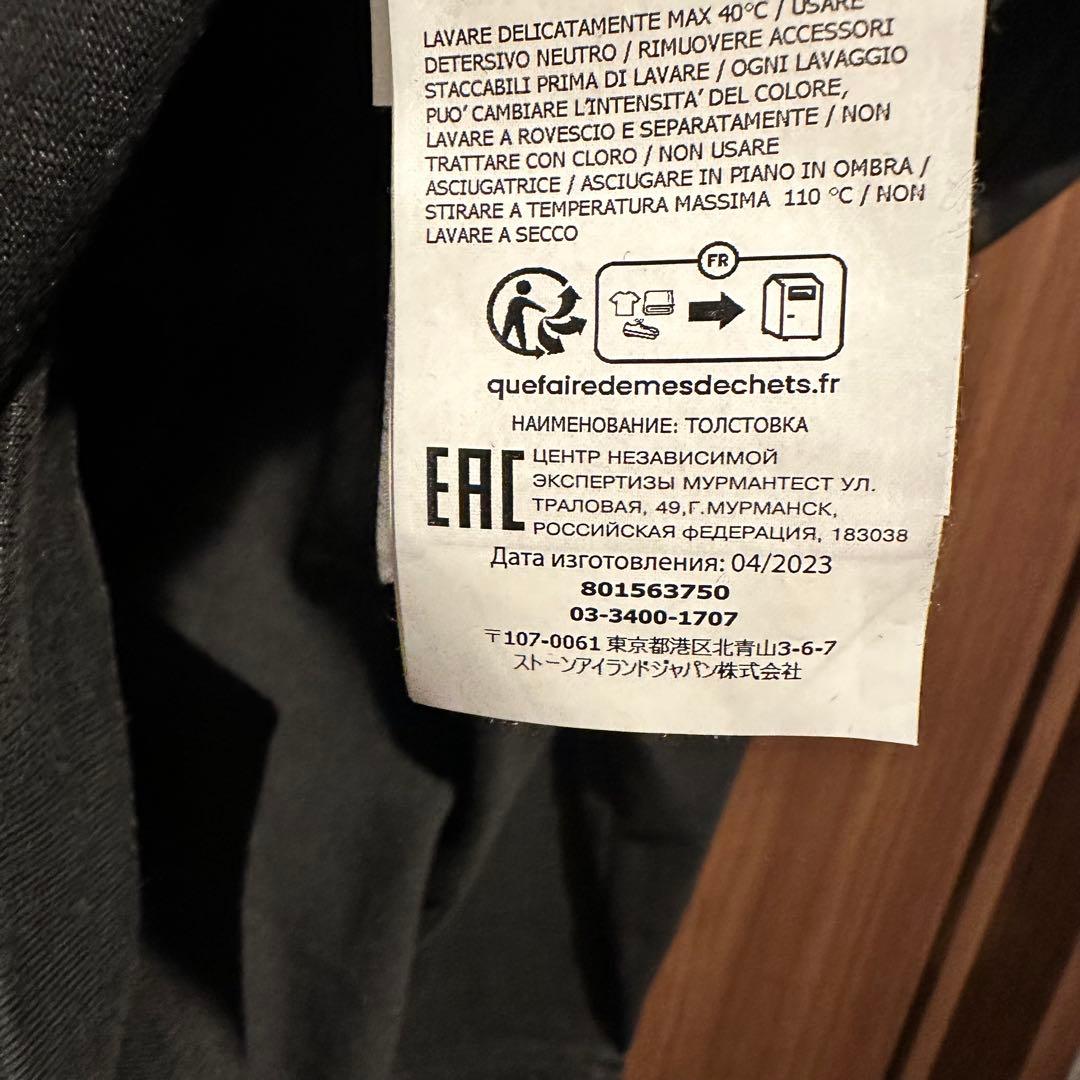 LAVARE DELICATAMENTE MAX 40°C / USARE
DETERSIVO NEUTRO / RIMUOVERE ACCESSORI
STACCABILI PRIMA DI LAVARE / OGNI LAVAGGIO
PUO' CAMBIARE L'INTENSITA' DEL COLORE,
LAVARE A ROVESCIO E SEPARATAMENTE / NON
TRATTARE CON CLORO / NON USARE
ASCIUGATRICE / ASCIUGARE IN PIANO IN OMBRA /
STIRARE A TEMPERATURA MASSIMA 110 °C / NON
LAVARE A SECCO
FR
quefairedemesdechets.fr
НАИМЕНОВАНИЕ: ТОЛСТОВКА
EAC
ЦЕНТР НЕЗАВИСИМОЙ
ЭКСПЕРТИЗЫ МУРМАНТЕСТ УЛ.
ТРАЛОВАЯ, 49,Г.МУРМАНСК,
РОССИЙСКАЯ ФЕДЕРАЦИЯ, 183038
Дата изготовления: 04/2023
801563750
03-3400-1707
〒107-0061 東京都港区北青山3-6-7
ストーンアイランドジャパン株式会社